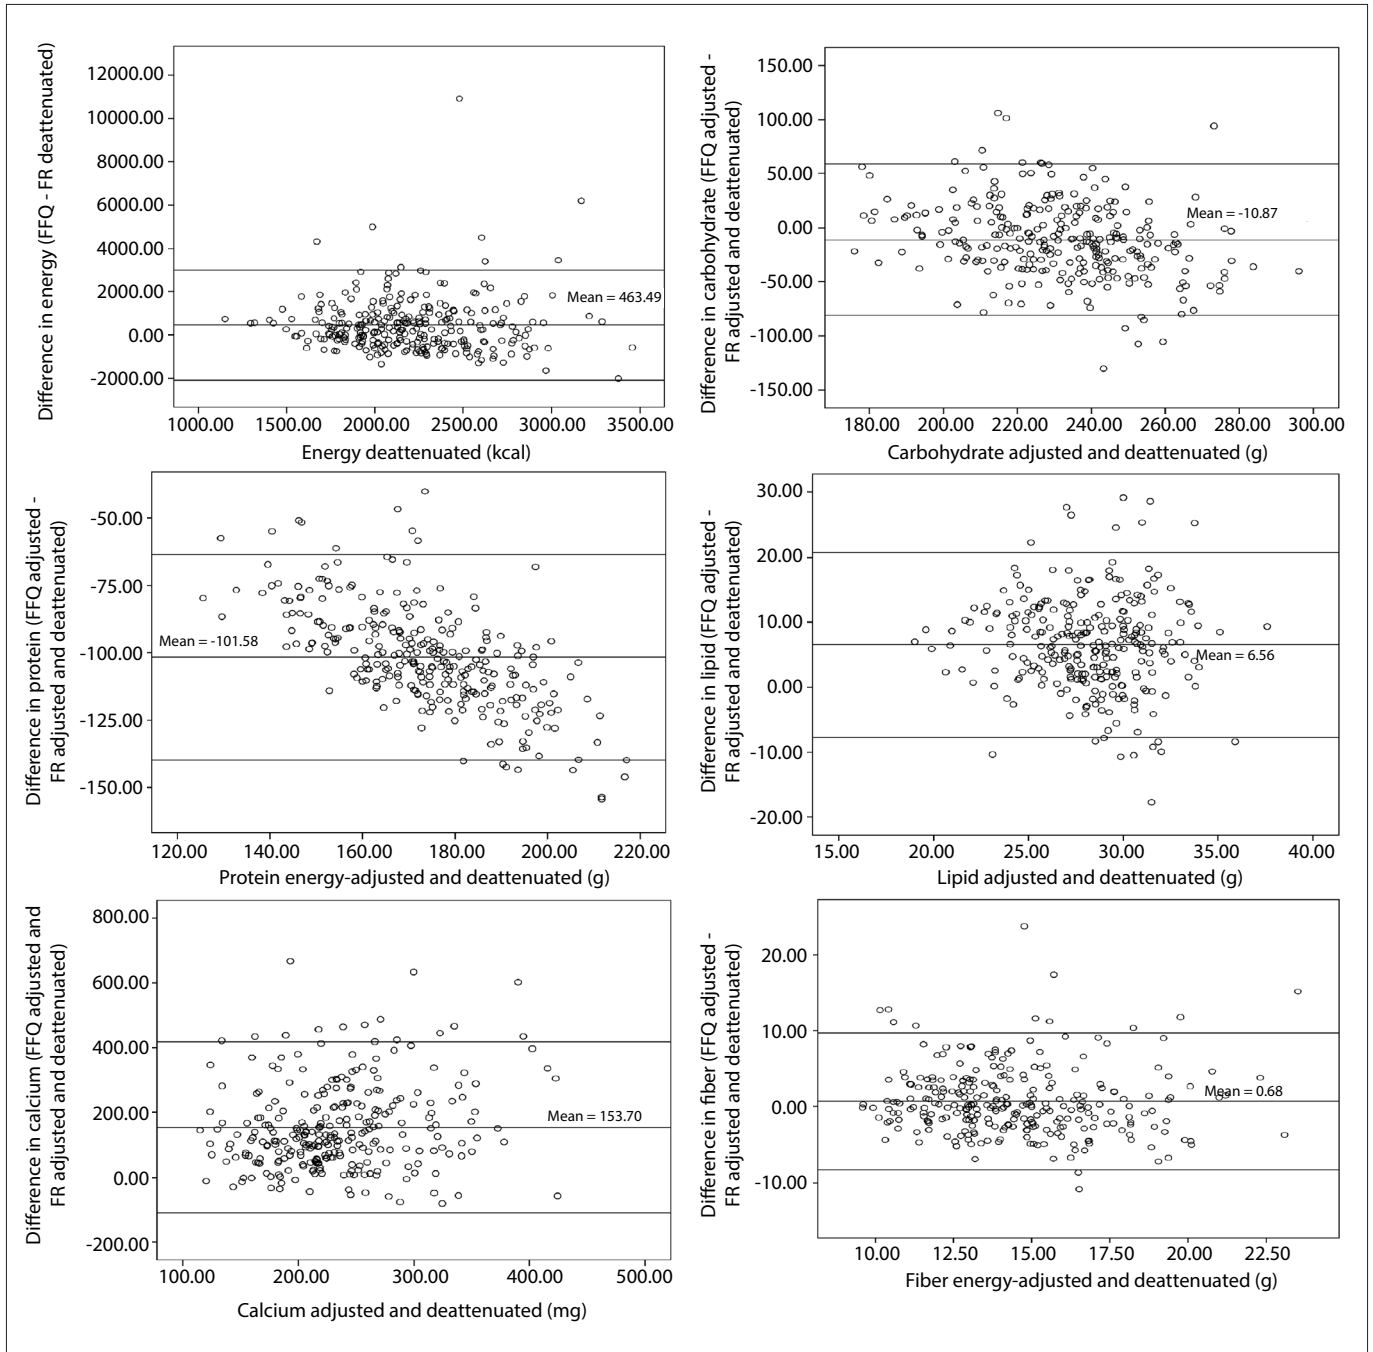 Difference in energy (FFQ - FR deattenuated)
12000.00
10000.00
8000.00
6000.00
4000.00
2000.00
0.00
-2000.00
Mean = 463.49
1000.00 1500.00 2000.00 2500.00 3000.00 3500.00
Energy deattenuated (kcal)
Difference in carbohydrate (FFQ adjusted -
FR adjusted and deattenuated)
150.00
100.00
50.00
0.00
-50.00
-100.00
-150.00
Mean = -10.87
180.00 200.00 220.00 240.00 260.00 280.00 300.00
Carbohydrate adjusted and deattenuated (g)
Difference in protein (FFQ adjusted -
FR adjusted and deattenuated)
-50.00
-75.00
-100.00
-125.00
-150.00
Mean = -101.58
120.00 140.00 160.00 180.00 200.00 220.00
Protein energy-adjusted and deattenuated (g)
Difference in lipid (FFQ adjusted -
FR adjusted and deattenuated)
30.00
20.00
10.00
0.00
-10.00
-20.00
Mean = 6.56
15.00 20.00 25.00 30.00 35.00 40.00
Lipid adjusted and deattenuated (g)
Difference in calcium (FFQ adjusted and
FR adjusted and deattenuated)
800.00
600.00
400.00
200.00
0.00
-200.00
Mean = 153.70
100.00 200.00 300.00 400.00 500.00
Calcium adjusted and deattenuated (mg)
Difference in fiber (FFQ adjusted -
FR adjusted and deattenuated)
20.00
10.00
0.00
-10.00
Mean = 0.68
10.00 12.50 15.00 17.50 20.00 22.50
Fiber energy-adjusted and deattenuated (g)